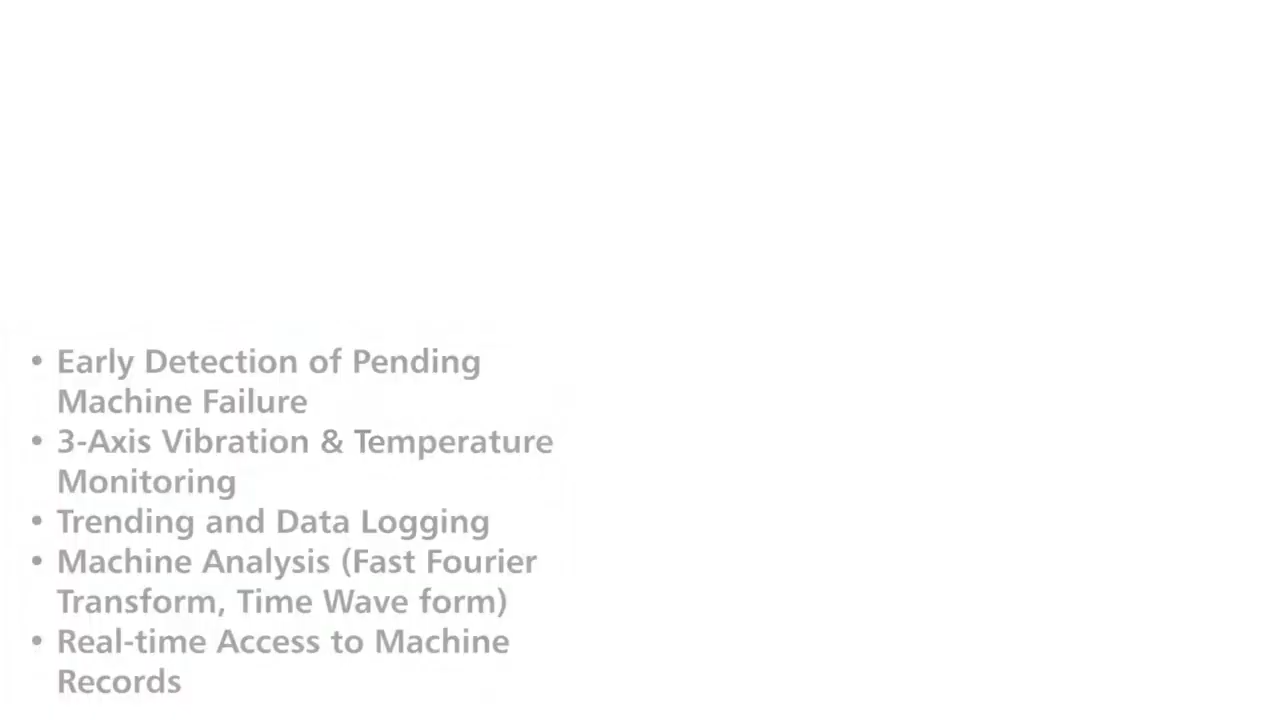 • Early Detection of Pending
Machine Failure
• 3-Axis Vibration & Temperature
Monitoring
• Trending and Data Logging
• Machine Analysis (Fast Fourier
Transform, Time Wave form)
• Real-time Access to Machine
Records